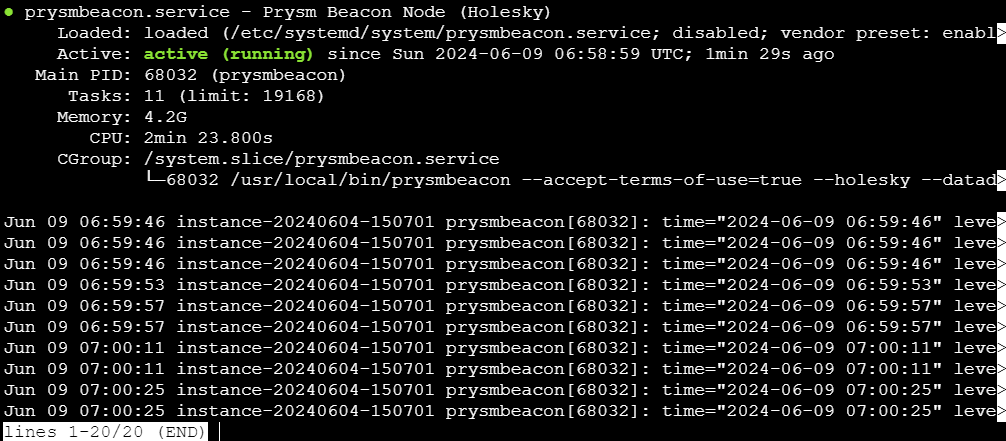 ● prysmbeacon.service - Prysm Beacon Node (Holesky)
Loaded: loaded (/etc/systemd/system/prysmbeacon.service; disabled; vendor preset: enabl>
Active: active (running) since Sun 2024-06-09 06:58:59 UTC; 1min 29s ago
Main PID: 68032 (prysmbeacon)
Tasks: 11 (limit: 19168)
Memory: 4.2G
CPU: 2min 23.800s
CGroup: /system.slice/prysmbeacon.service
└─68032 /usr/local/bin/prysmbeacon --accept-terms-of-use=true --holesky --datad>
Jun 09 06:59:46 instance-20240604-150701 prysmbeacon[68032]: time="2024-06-09 06:59:46" leve>
Jun 09 06:59:46 instance-20240604-150701 prysmbeacon[68032]: time="2024-06-09 06:59:46" leve>
Jun 09 06:59:46 instance-20240604-150701 prysmbeacon[68032]: time="2024-06-09 06:59:46" leve>
Jun 09 06:59:53 instance-20240604-150701 prysmbeacon[68032]: time="2024-06-09 06:59:53" leve>
Jun 09 06:59:57 instance-20240604-150701 prysmbeacon[68032]: time="2024-06-09 06:59:57" leve>
Jun 09 06:59:57 instance-20240604-150701 prysmbeacon[68032]: time="2024-06-09 06:59:57" leve>
Jun 09 07:00:11 instance-20240604-150701 prysmbeacon[68032]: time="2024-06-09 07:00:11" leve>
Jun 09 07:00:11 instance-20240604-150701 prysmbeacon[68032]: time="2024-06-09 07:00:11" leve>
Jun 09 07:00:25 instance-20240604-150701 prysmbeacon[68032]: time="2024-06-09 07:00:25" leve>
Jun 09 07:00:25 instance-20240604-150701 prysmbeacon[68032]: time="2024-06-09 07:00:25" leve>
lines 1-20/20 (END)